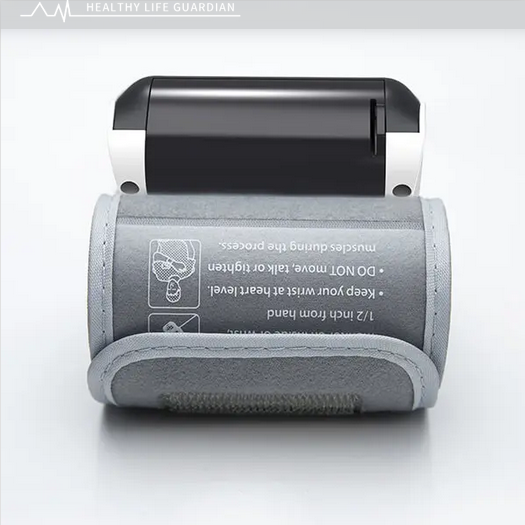 HEALTHY LIFE GUARDIAN
wrist,
1/2 inch from hand
• Keep your wrist at heart level.
• DO NOT move, talk or tighten
muscles during the process.